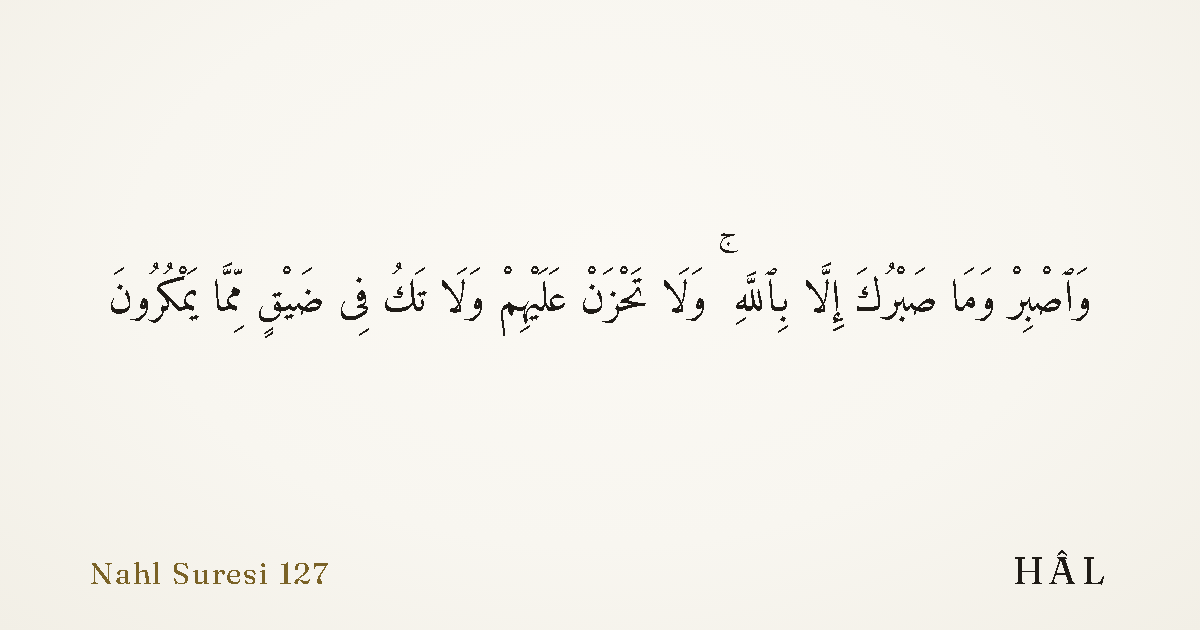 وَٱصْبِرْ وَمَا صَبْرُكَ إِلَّا بِٱللَّهِ ۚ وَلَا تَحْزَنْ عَلَيْهِمْ وَلَا تَكُ فِى ضَيْقٍ مِّمَّا يَمْكُرُونَ
Nahl Suresi 127
HÂL